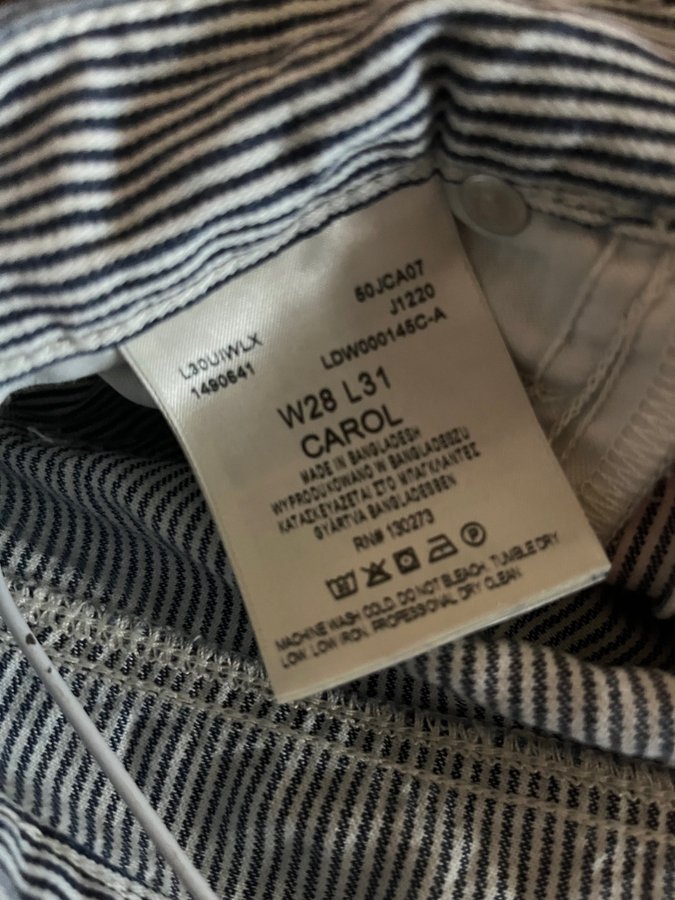 60JCA07
J1220
L30UIWLX
1490641
LDW000145C-A
W28 L31
CAROL
MADE IN BANGLADESH
WYPRODUKOWANO W BANGLADESZU
ΚΑΤΑΣΚΕΥΑΖΕΤΑΙ ΣΤΟ ΜΠΑΓΚΛΑΝΤΕΣ
GYÁRTVA BANGLADESBEN
RN# 130273
MACHINE WASH COLD. DO NOT BLEACH. TUMBLE DRY
LOW. LOW IRON. PROFESSIONAL DRY CLEAN.